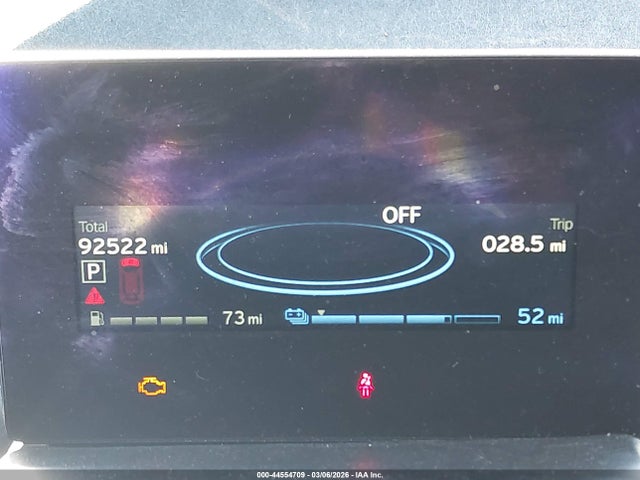 OFF
Total
Trip
92522 mi
028.5 mi
P
73 mi
52 mi
000-44554709 - 03/06/2026 - IAA Inc.